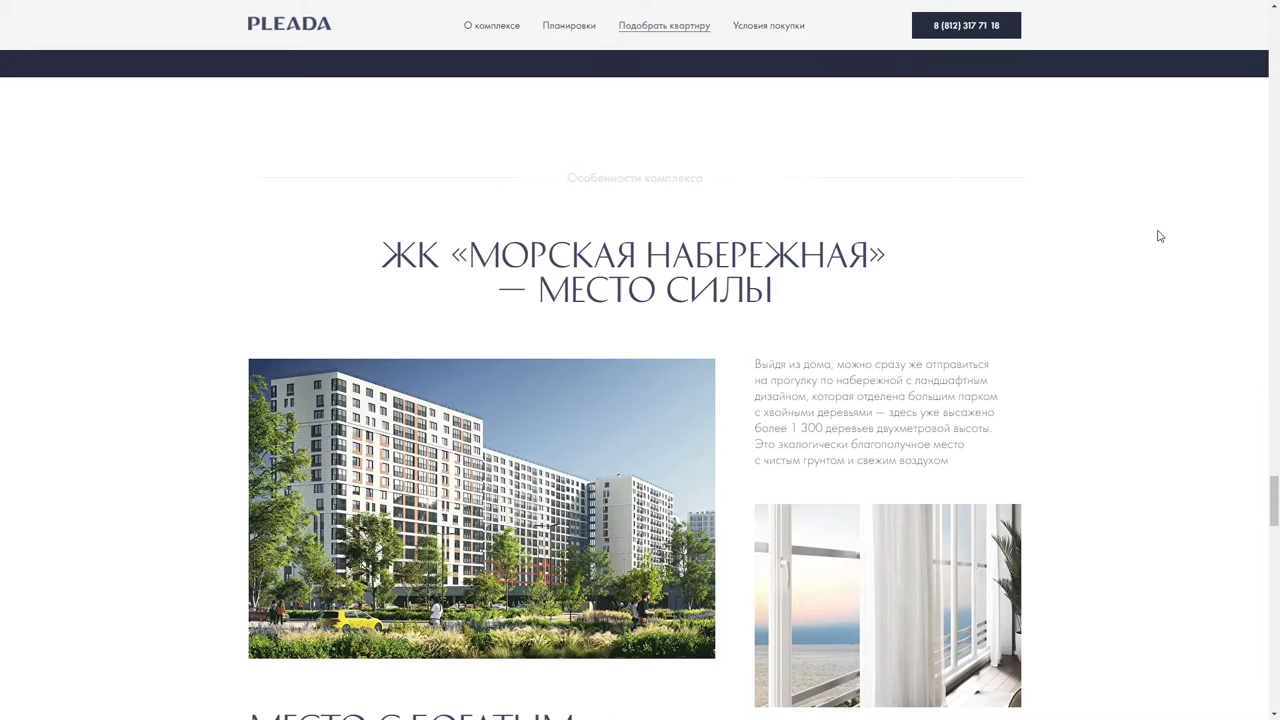 PLEADA
О комплексе
Планировки
Подобрать квартиру
Условия покупки
8 (812) 317 71 18
Особенности комплекса
ЖК «МОРСКАЯ НАБЕРЕЖНАЯ»
— МЕСТО СИЛЫ
Выйдя из дома, можно сразу же отправиться
на прогулку по набережной с ландшафтным
дизайном, которая отделена большим парком
с хвойными деревьями — здесь уже высажено
более 1 300 деревьев двухметровой высоты.
Это экологически благополучное место
с чистым грунтом и свежим воздухом
МЕСТО С БОГАТЫМ